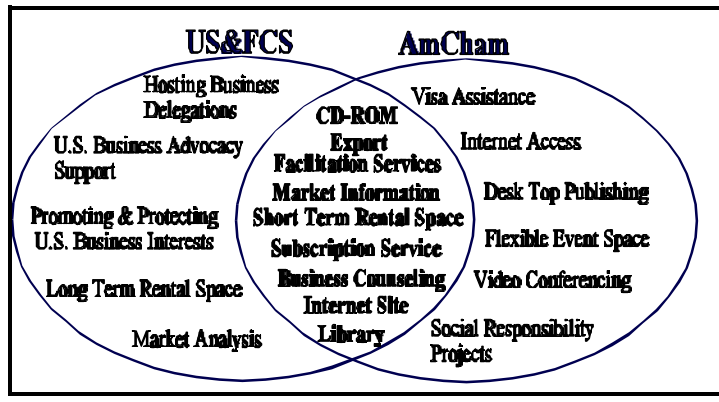 US&FCS
AmCham
Hosting Business
Delegations
U.S. Business Advocacy
Support
Promoting & Protecting
U.S. Business Interests
Long Term Rental Space
Market Analysis
CD-ROM
Export
Facilitation Services
Market Information
Short Term Rental Space
Subscription Service
Business Counseling
Internet Site
Library
Visa Assistance
Internet Access
Desk Top Publishing
Flexible Event Space
Video Conferencing
Social Responsibility
Projects